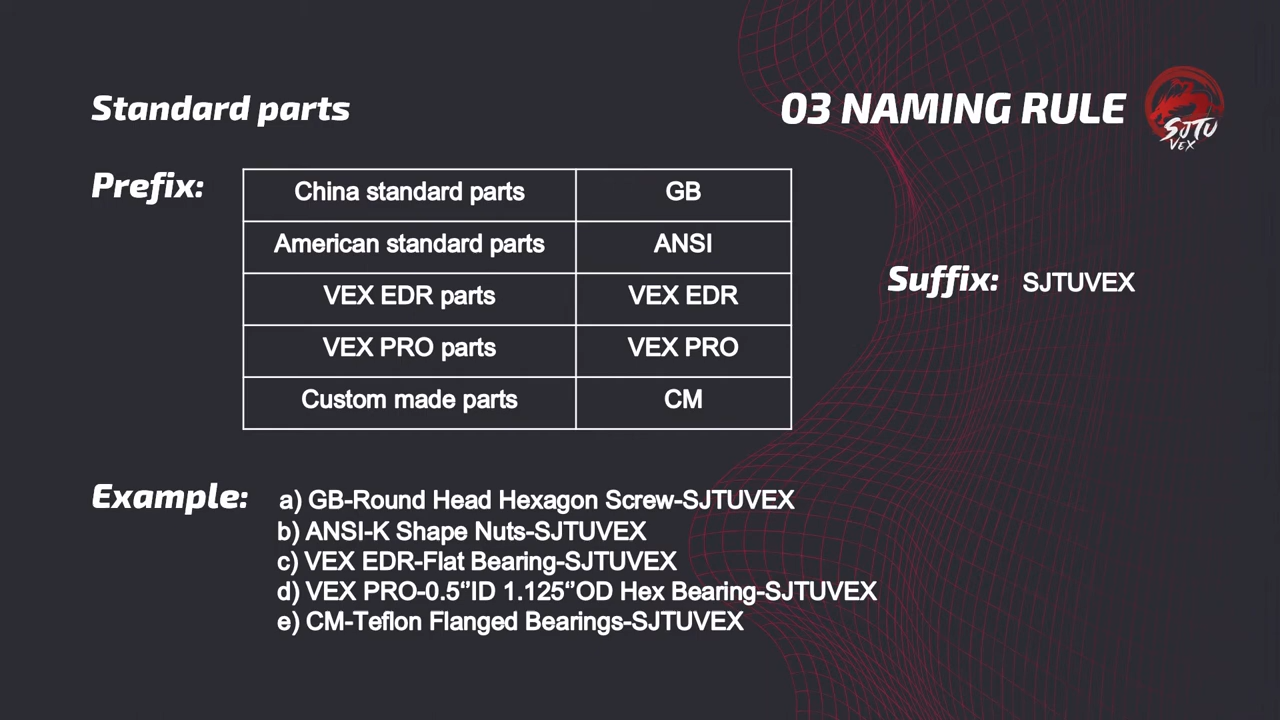 Standard parts
03 NAMING RULE
SJTU
VEX
Prefix:
China standard parts GB
American standard parts ANSI
VEX EDR parts VEX EDR
VEX PRO parts VEX PRO
Custom made parts CM
Suffix: SJTUVEX
Example:
a) GB-Round Head Hexagon Screw-SJTUVEX
b) ANSI-K Shape Nuts-SJTUVEX
c) VEX EDR-Flat Bearing-SJTUVEX
d) VEX PRO-0.5‘’ID 1.125‘’OD Hex Bearing-SJTUVEX
e) CM-Teflon Flanged Bearings-SJTUVEX